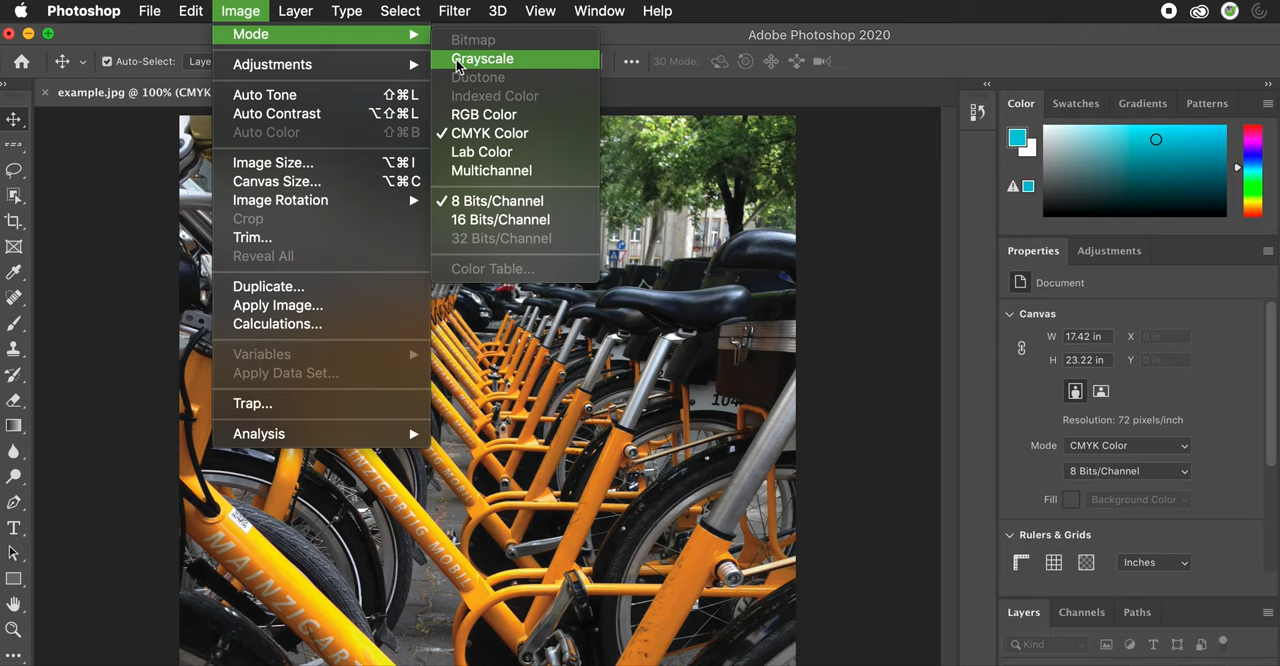 Photoshop File Edit Image Layer Type Select Filter 3D View Window Help
Adobe Photoshop 2020
Auto-Select: Laye 3D Mode:
example.jpg @ 100% (CMYK
Mode
Adjustments
Auto Tone ⇧⌘L
Auto Contrast ⌥⇧⌘L
Auto Color ⇧⌘B
Image Size... ⌥⌘I
Canvas Size... ⌥⌘C
Image Rotation
Crop
Trim...
Reveal All
Duplicate...
Apply Image...
Calculations...
Variables
Apply Data Set...
Trap...
Analysis
Bitmap
Grayscale
Duotone
Indexed Color
RGB Color
✓ CMYK Color
Lab Color
Multichannel
✓ 8 Bits/Channel
16 Bits/Channel
32 Bits/Channel
Color Table...
Color Swatches Gradients Patterns
Properties Adjustments
Document
Canvas
W 17.42 in X 0 in
H 23.22 in Y 0 in
Resolution: 72 pixels/inch
Mode CMYK Color
8 Bits/Channel
Fill Background Color
Rulers & Grids
Inches
Layers Channels Paths
Kind
104
MAINZIGARTIG MOBIL
MAINZIGARTIG